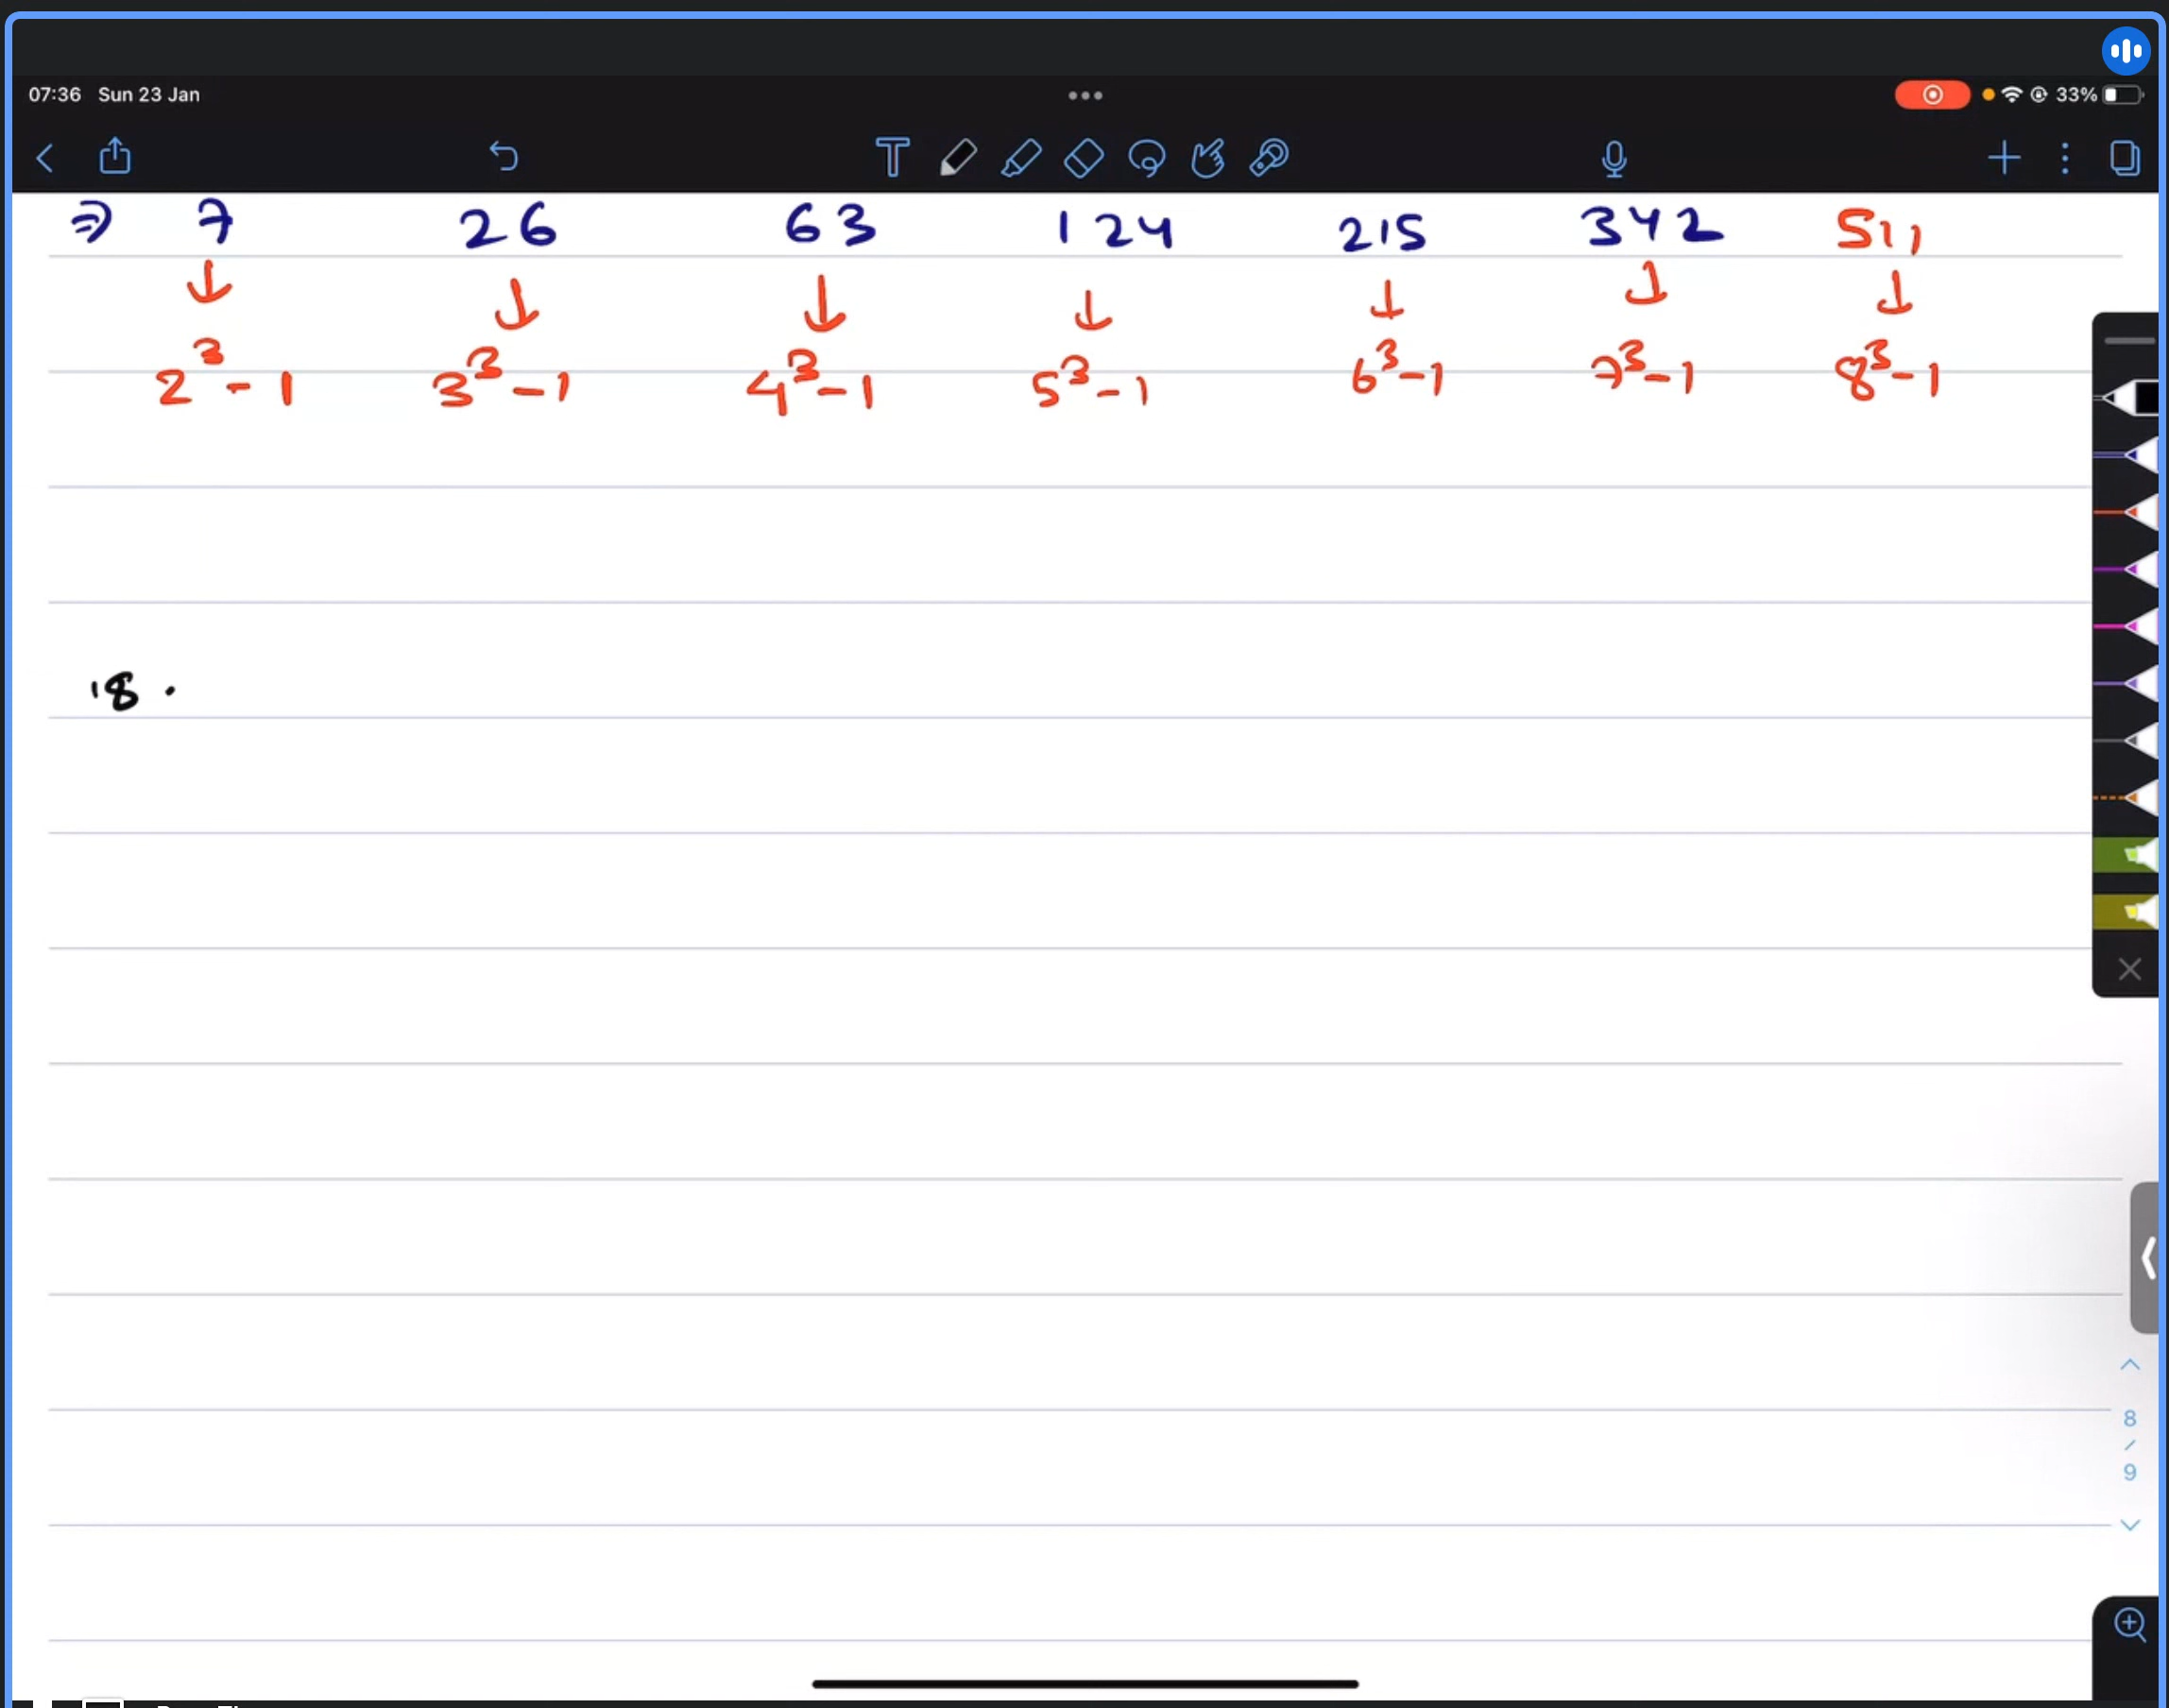 07:36 Sun 23 Jan
33%
⇒ 7 26 63 124 215 342 511
↓ ↓ ↓ ↓ ↓ ↓ ↓
2³-1 3³-1 4³-1 5³-1 6³-1 7³-1 8³-1
18.
8
/
9